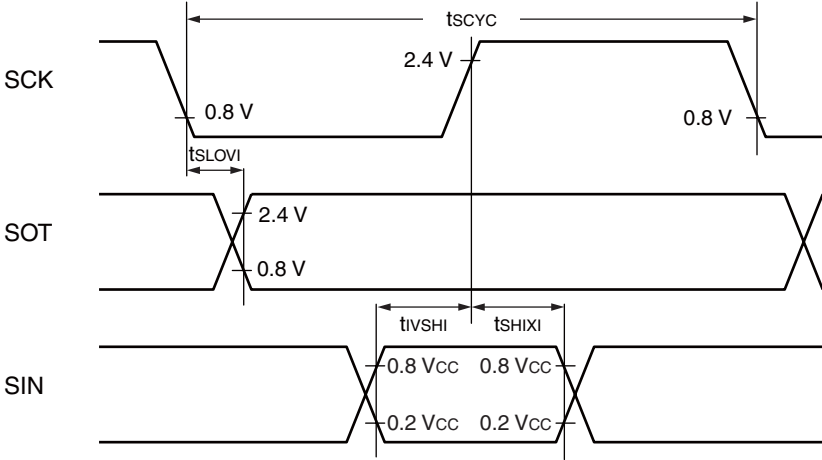 tSCYC
SCK
2.4 V
0.8 V
0.8 V
tSLOVI
SOT
2.4 V
0.8 V
tIVSHI
tSHIXI
SIN
0.8 VCC
0.8 VCC
0.2 VCC
0.2 VCC